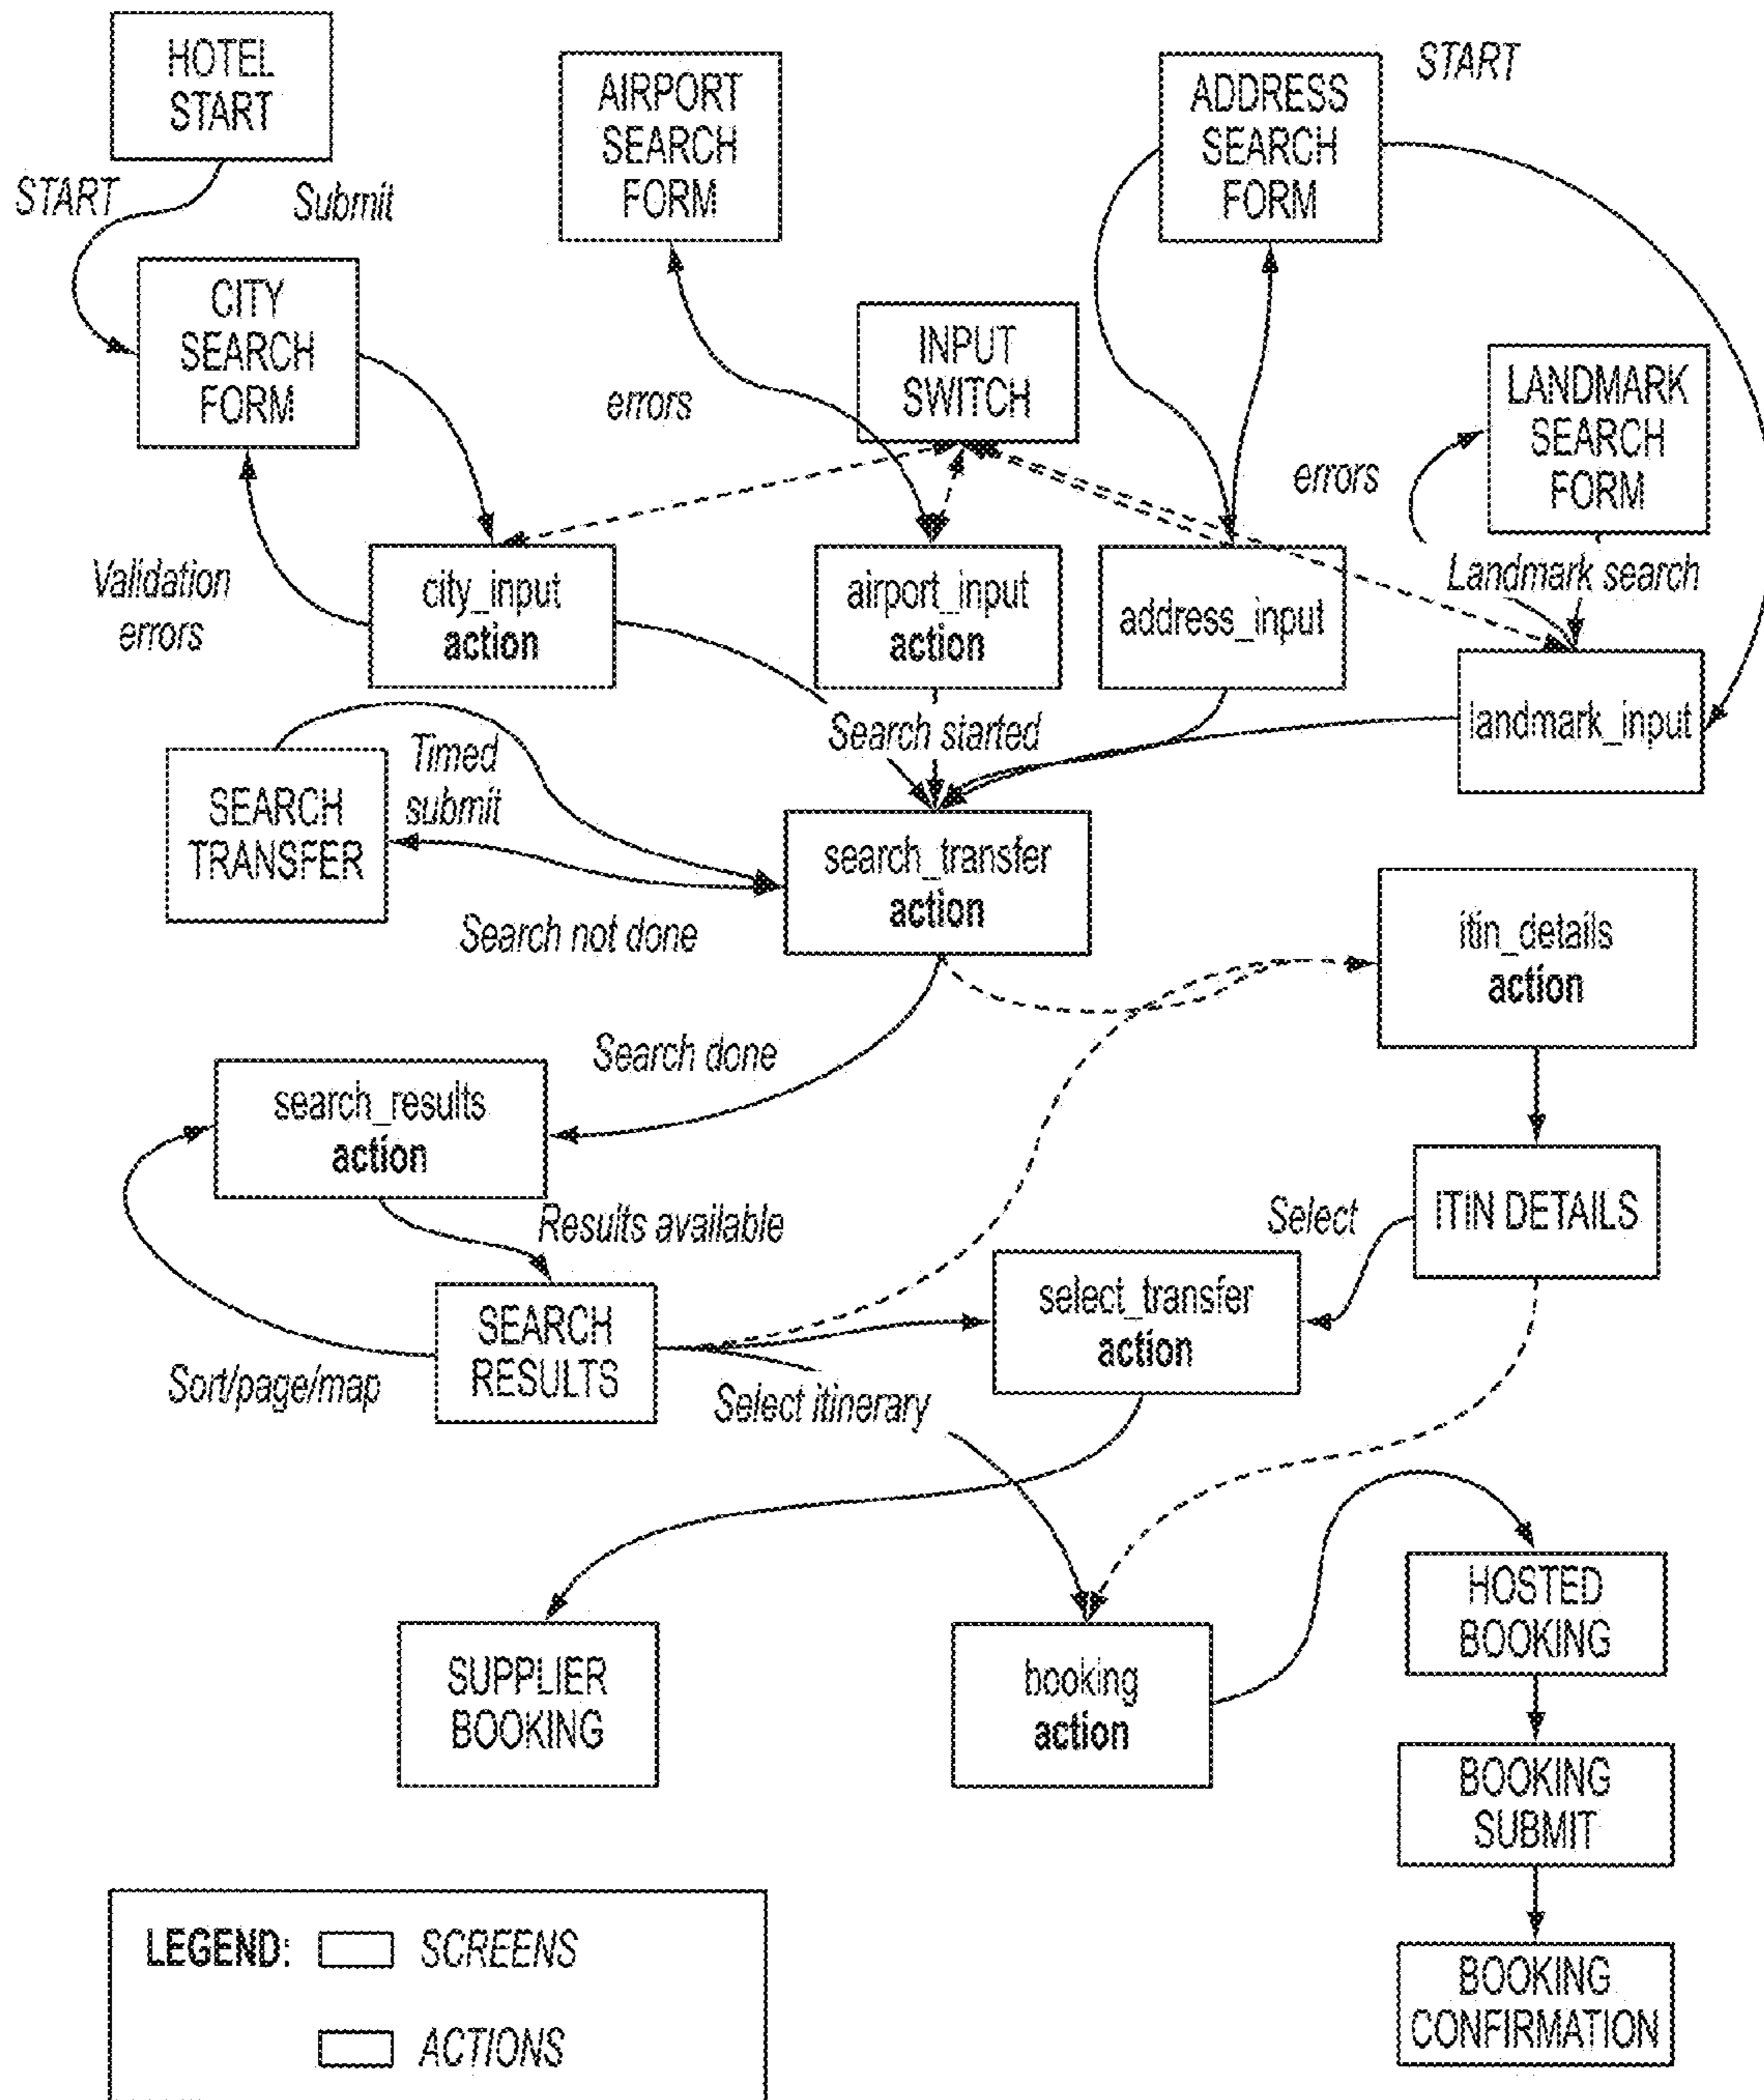 HOTEL
START
START
Submit
AIRPORT
SEARCH
FORM
ADDRESS
SEARCH
FORM
START
CITY
SEARCH
FORM
errors
INPUT
SWITCH
LANDMARK
SEARCH
FORM
errors
Validation
errors
city_input
action
airport_input
action
address_input
Landmark search
landmark_input
Search started
Timed
submit
SEARCH
TRANSFER
search_transfer
action
Search not done
itin_details
action
Search done
search_results
action
Results available
Select
ITIN DETAILS
select_transfer
action
SEARCH
RESULTS
Sort/page/map
Select itinerary
SUPPLIER
BOOKING
booking
action
HOSTED
BOOKING
BOOKING
SUBMIT
BOOKING
CONFIRMATION
LEGEND: SCREENS
ACTIONS